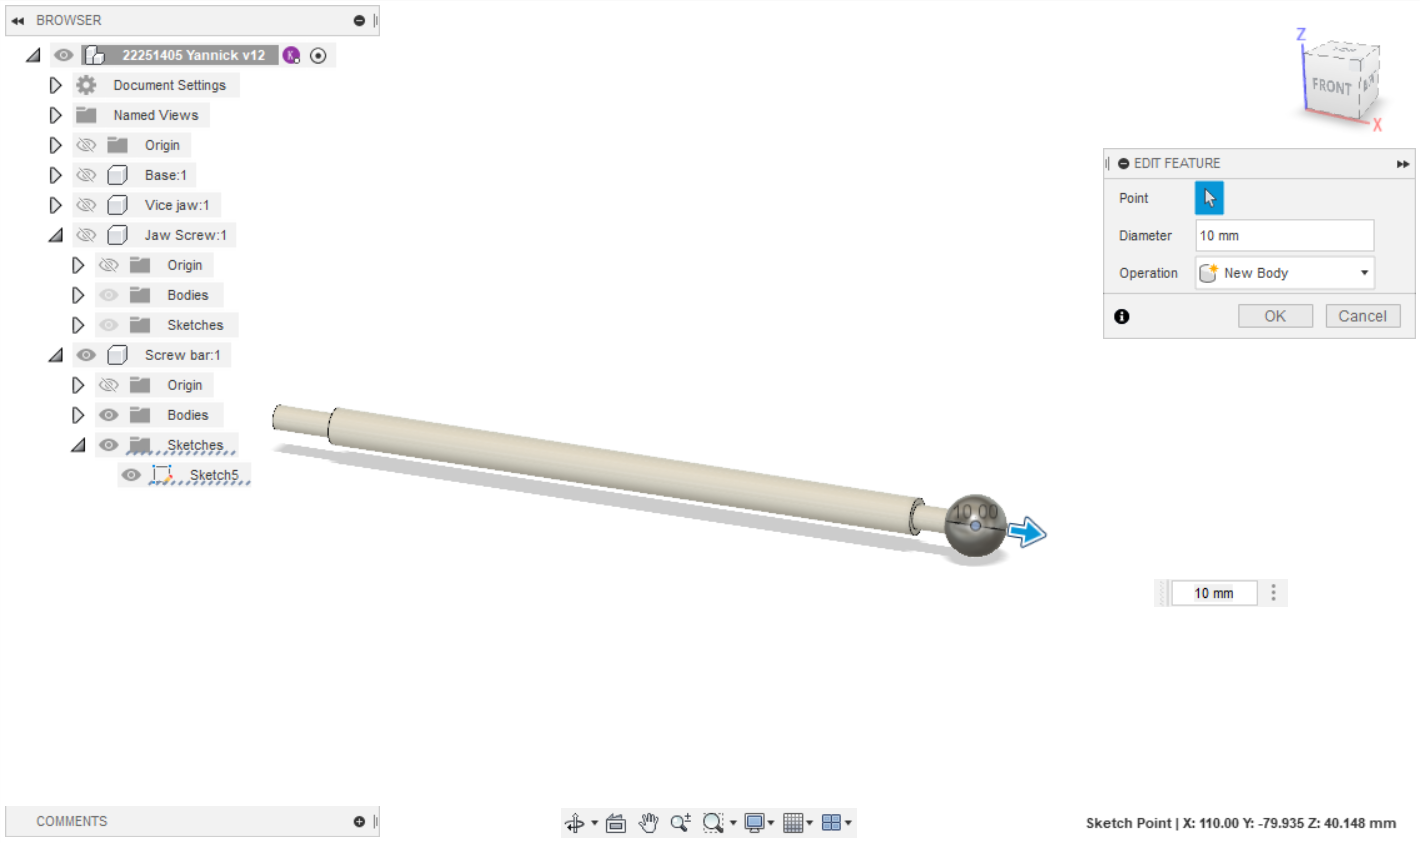 BROWSER
22251405 Yannick v12
K
Document Settings
Named Views
Origin
Base:1
Vice jaw:1
Jaw Screw:1
Origin
Bodies
Sketches
Screw bar:1
Origin
Bodies
Sketches
Sketch5
10.00
Z
FRONT
X
EDIT FEATURE
Point
Diameter 10 mm
Operation New Body
OK Cancel
10 mm
COMMENTS
Sketch Point | X: 110.00 Y: -79.935 Z: 40.148 mm